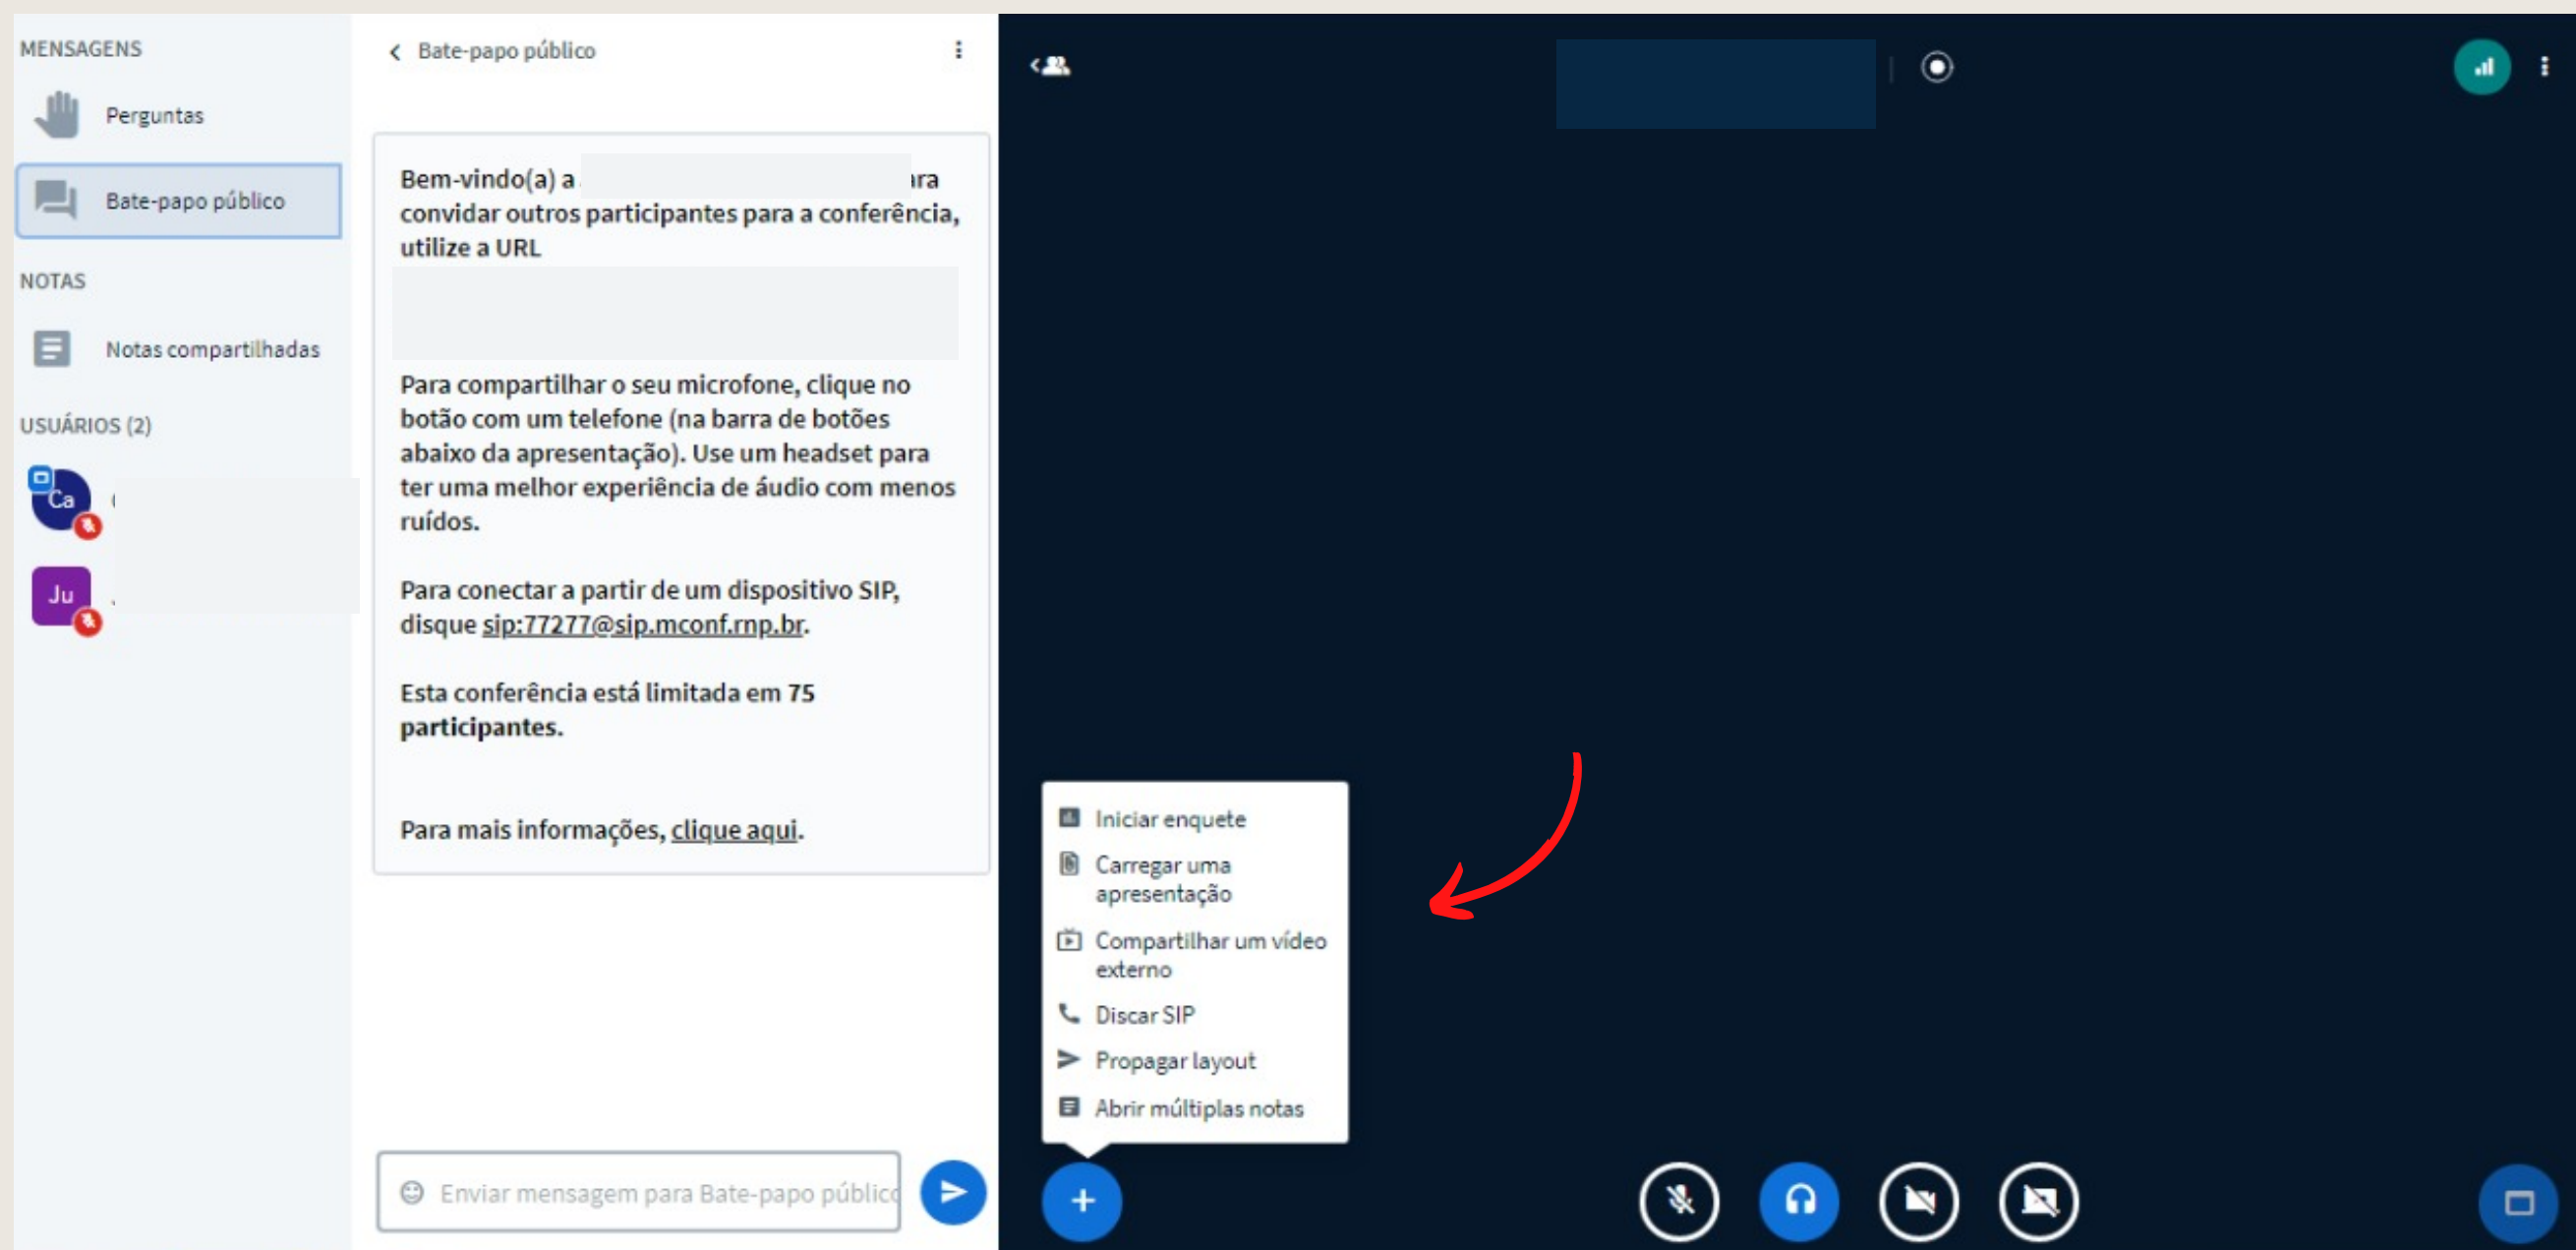 MENSAGENS
Perguntas
Bate-papo público
NOTAS
Notas compartilhadas
USUÁRIOS (2)
Ca
Ju
Bate-papo público
Bem-vindo(a) a
convidar outros participantes para a conferência,
utilize a URL
Para compartilhar o seu microfone, clique no
botão com um telefone (na barra de botões
abaixo da apresentação). Use um headset para
ter uma melhor experiência de áudio com menos
ruídos.
Para conectar a partir de um dispositivo SIP,
disque sip:77277@sip.mconf.rnp.br.
Esta conferência está limitada em 75
participantes.
Para mais informações, clique aqui.
Enviar mensagem para Bate-papo público
Iniciar enquete
Carregar uma
apresentação
Compartilhar um vídeo
externo
Discar SIP
Propagar layout
Abrir múltiplas notas